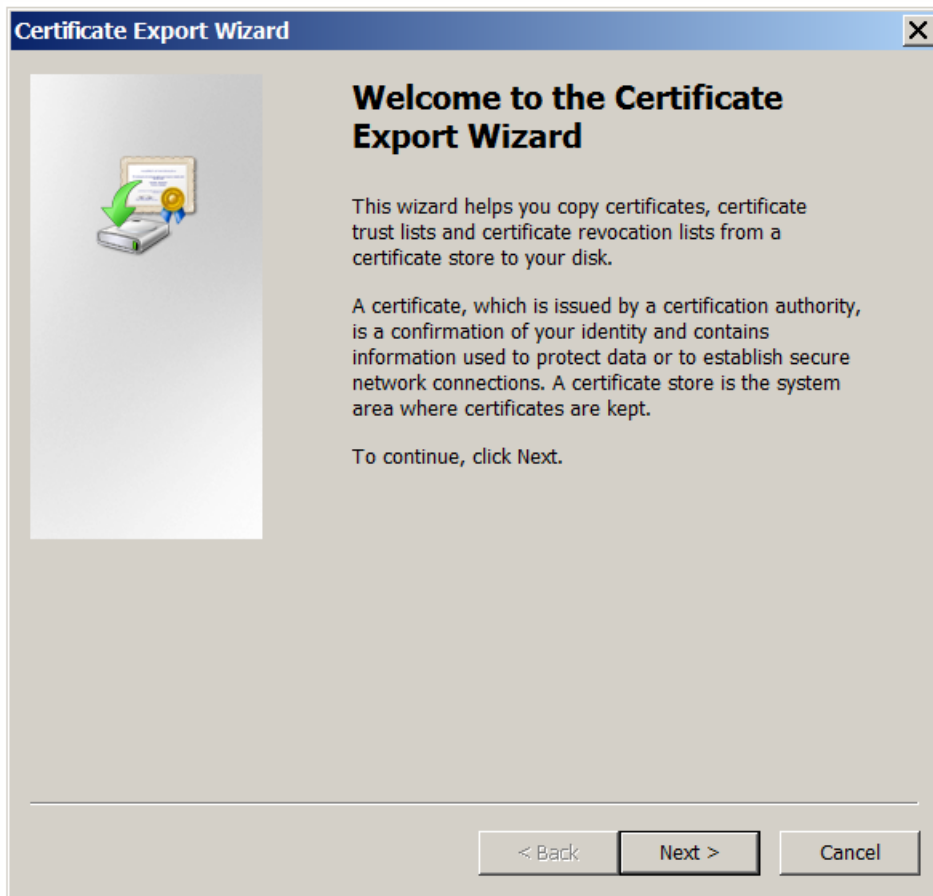 Certificate Export Wizard
Welcome to the Certificate
Export Wizard
This wizard helps you copy certificates, certificate
trust lists and certificate revocation lists from a
certificate store to your disk.
A certificate, which is issued by a certification authority,
is a confirmation of your identity and contains
information used to protect data or to establish secure
network connections. A certificate store is the system
area where certificates are kept.
To continue, click Next.
< Back
Next >
Cancel